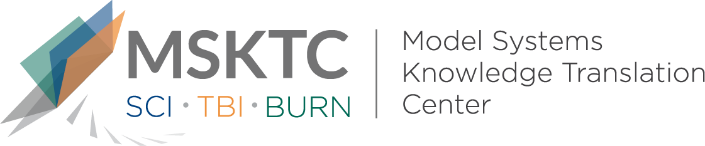 MSKTC
SCI • TBI • BURN
Model Systems
Knowledge Translation
Center